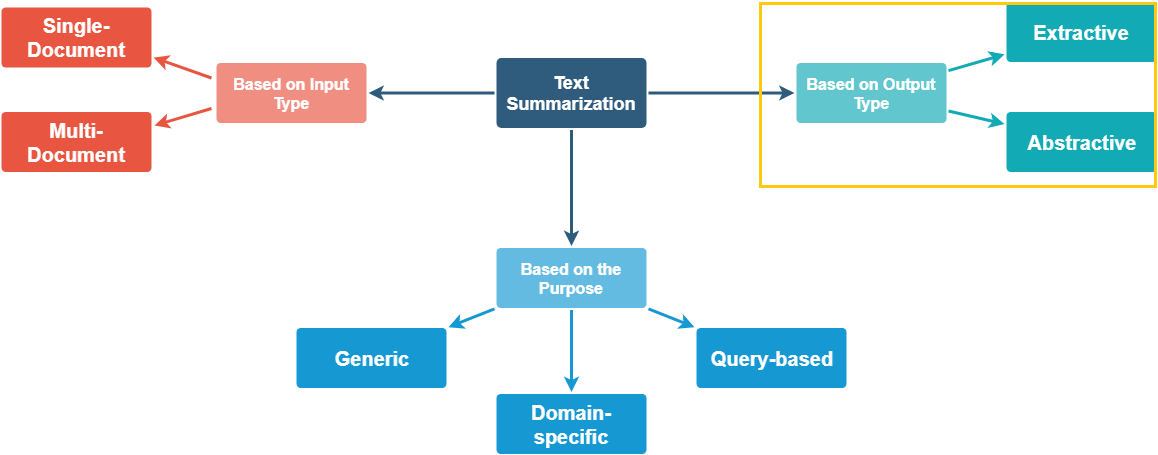 Single-
Document
Multi-
Document
Based on Input
Type
Text
Summarization
Based on Output
Type
Extractive
Abstractive
Based on the
Purpose
Generic
Domain-
specific
Query-based